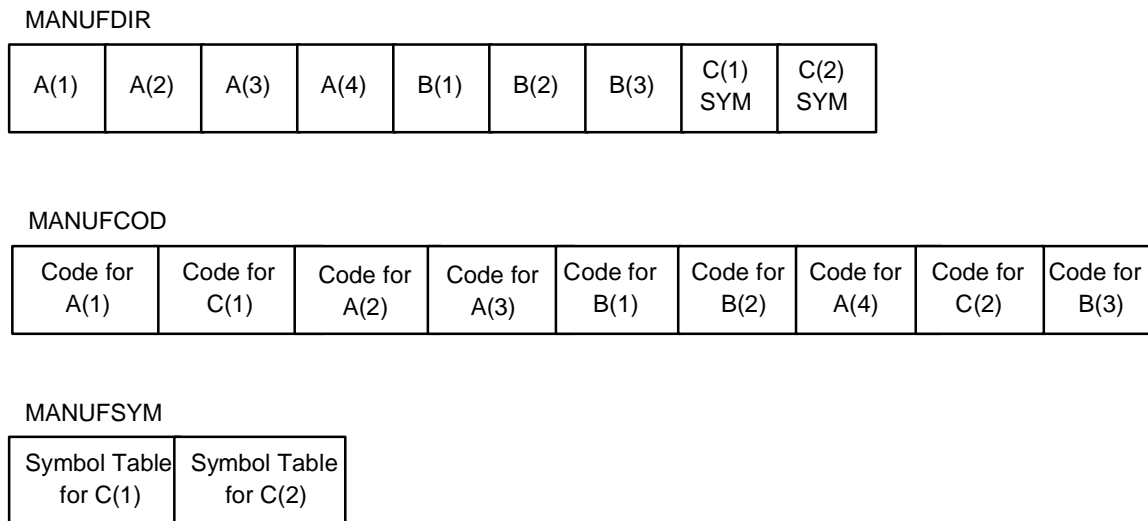 MANUFDIR
A(1) A(2) A(3) A(4) B(1) B(2) B(3) C(1) SYM C(2) SYM
MANUFCOD
Code for A(1) Code for C(1) Code for A(2) Code for A(3) Code for B(1) Code for B(2) Code for A(4) Code for C(2) Code for B(3)
MANUFSYM
Symbol Table for C(1) Symbol Table for C(2)